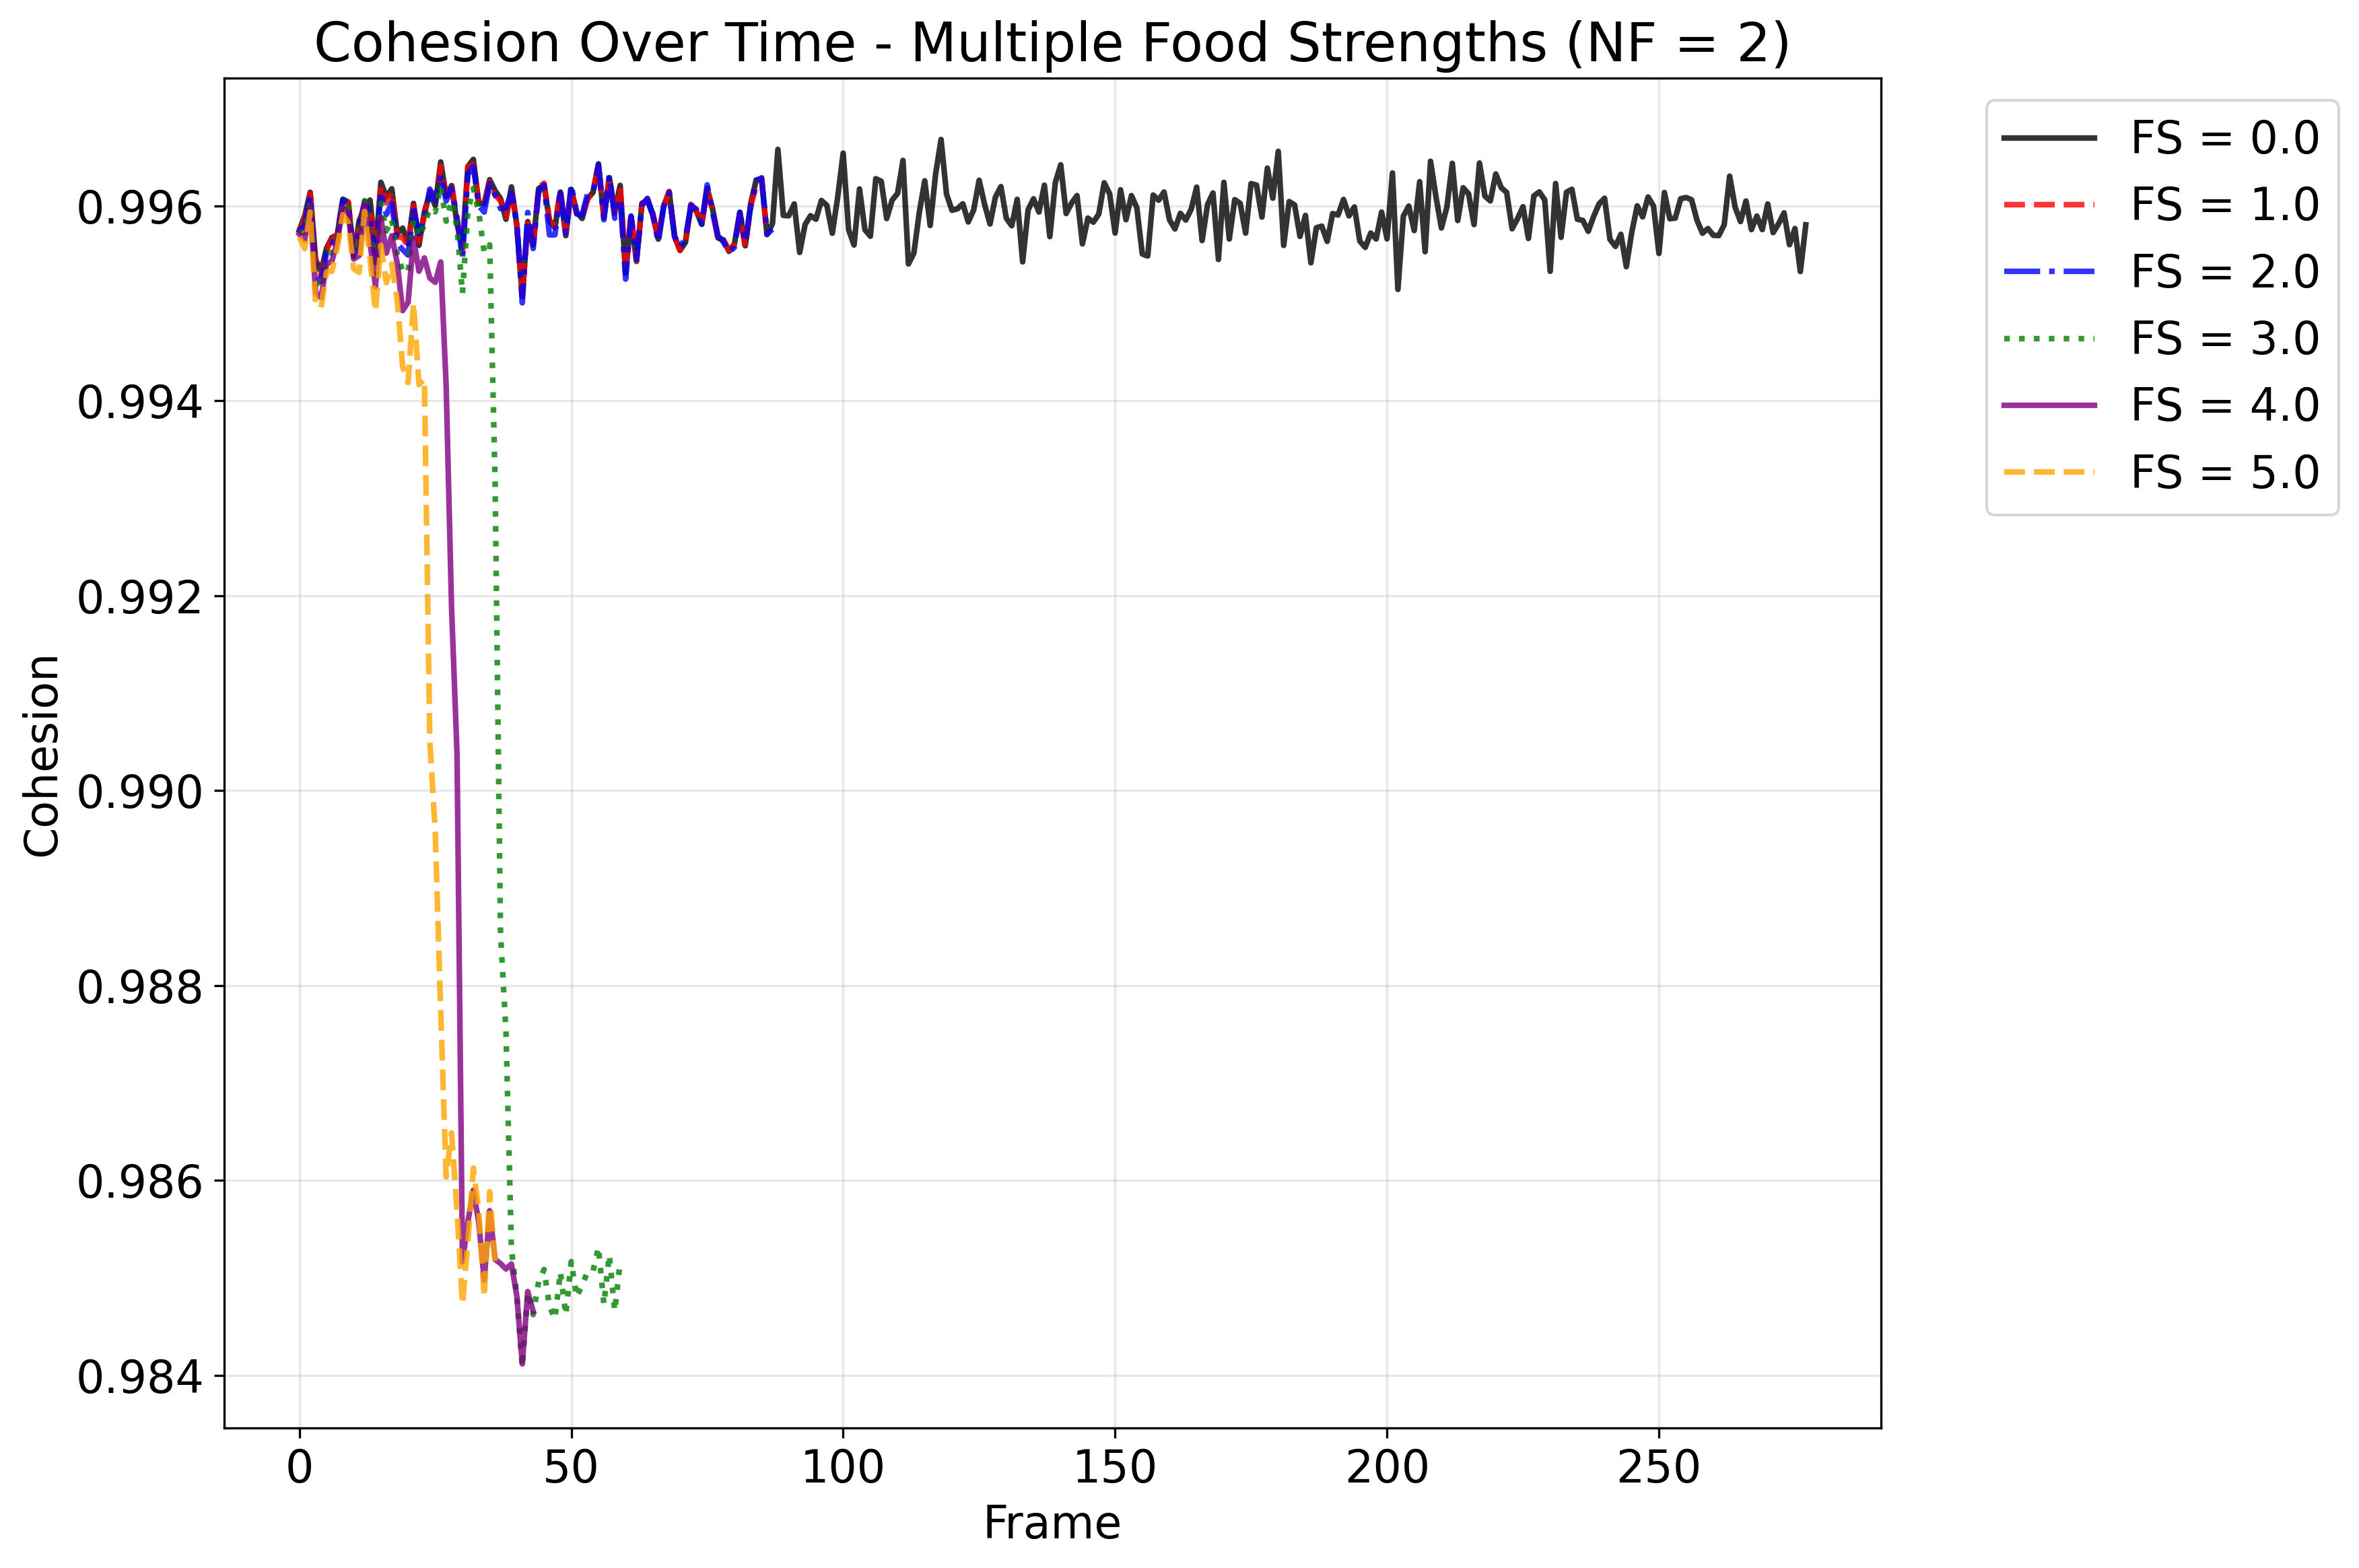 Cohesion Over Time - Multiple Food Strengths (NF = 2)
FS = 0.0
FS = 1.0
FS = 2.0
FS = 3.0
FS = 4.0
FS = 5.0
Cohesion
0.996
0.994
0.992
0.990
0.988
0.986
0.984
0 50 100 150 200 250
Frame